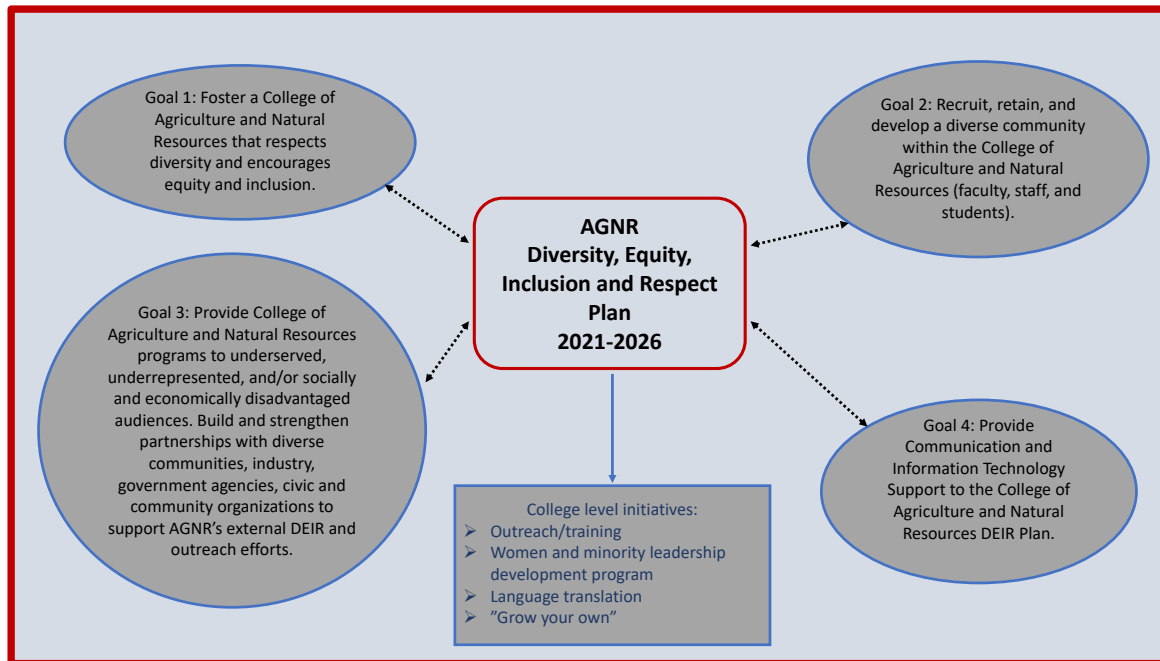 Goal 1: Foster a College of
Agriculture and Natural
Resources that respects
diversity and encourages
equity and inclusion.
Goal 2: Recruit, retain, and
develop a diverse community
within the College of
Agriculture and Natural
Resources (faculty, staff, and
students).
AGNR
Diversity, Equity,
Inclusion and Respect
Plan
2021-2026
Goal 3: Provide College of
Agriculture and Natural Resources
programs to underserved,
underrepresented, and/or socially
and economically disadvantaged
audiences. Build and strengthen
partnerships with diverse
communities, industry,
government agencies, civic and
community organizations to
support AGNR’s external DEIR and
outreach efforts.
Goal 4: Provide
Communication and
Information Technology
Support to the College of
Agriculture and Natural
Resources DEIR Plan.
College level initiatives:
➢ Outreach/training
➢ Women and minority leadership
development program
➢ Language translation
➢ ”Grow your own”